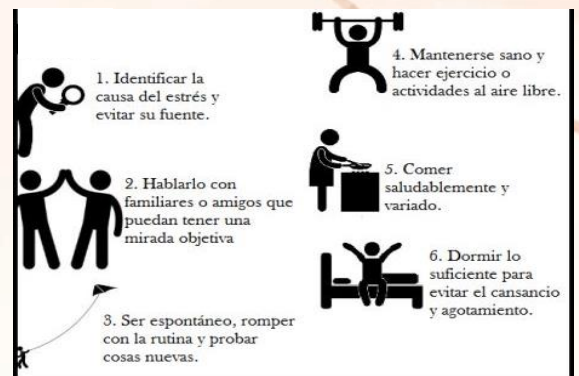 1. Identificar la
causa del estrés y
evitar su fuente.
2. Hablarlo con
familiares o amigos que
puedan tener una
mirada objetiva
3. Ser espontáneo, romper
con la rutina y probar
cosas nuevas.
4. Mantenerse sano y
hacer ejercicio o
actividades al aire libre.
5. Comer
saludablemente y
variado.
6. Dormir lo
suficiente para
evitar el cansancio
y agotamiento.